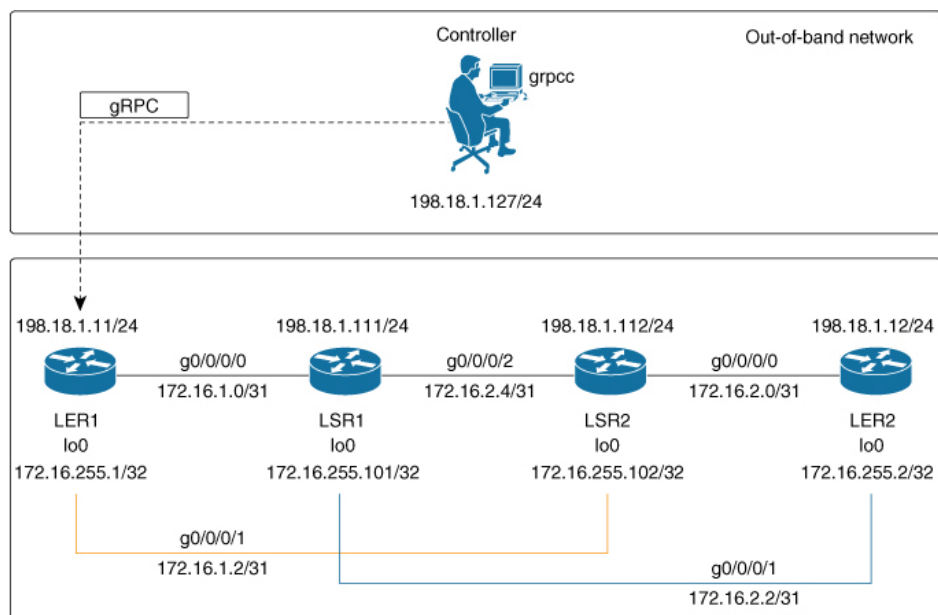 Controller
Out-of-band network
grpcc
gRPC
198.18.1.127/24
198.18.1.11/24
198.18.1.111/24
198.18.1.112/24
198.18.1.12/24
g0/0/0/0
g0/0/0/2
g0/0/0/0
172.16.1.0/31
172.16.2.4/31
172.16.2.0/31
LER1
LSR1
LSR2
LER2
lo0
lo0
lo0
lo0
172.16.255.1/32
172.16.255.101/32
172.16.255.102/32
172.16.255.2/32
g0/0/0/1
172.16.1.2/31
g0/0/0/1
172.16.2.2/31